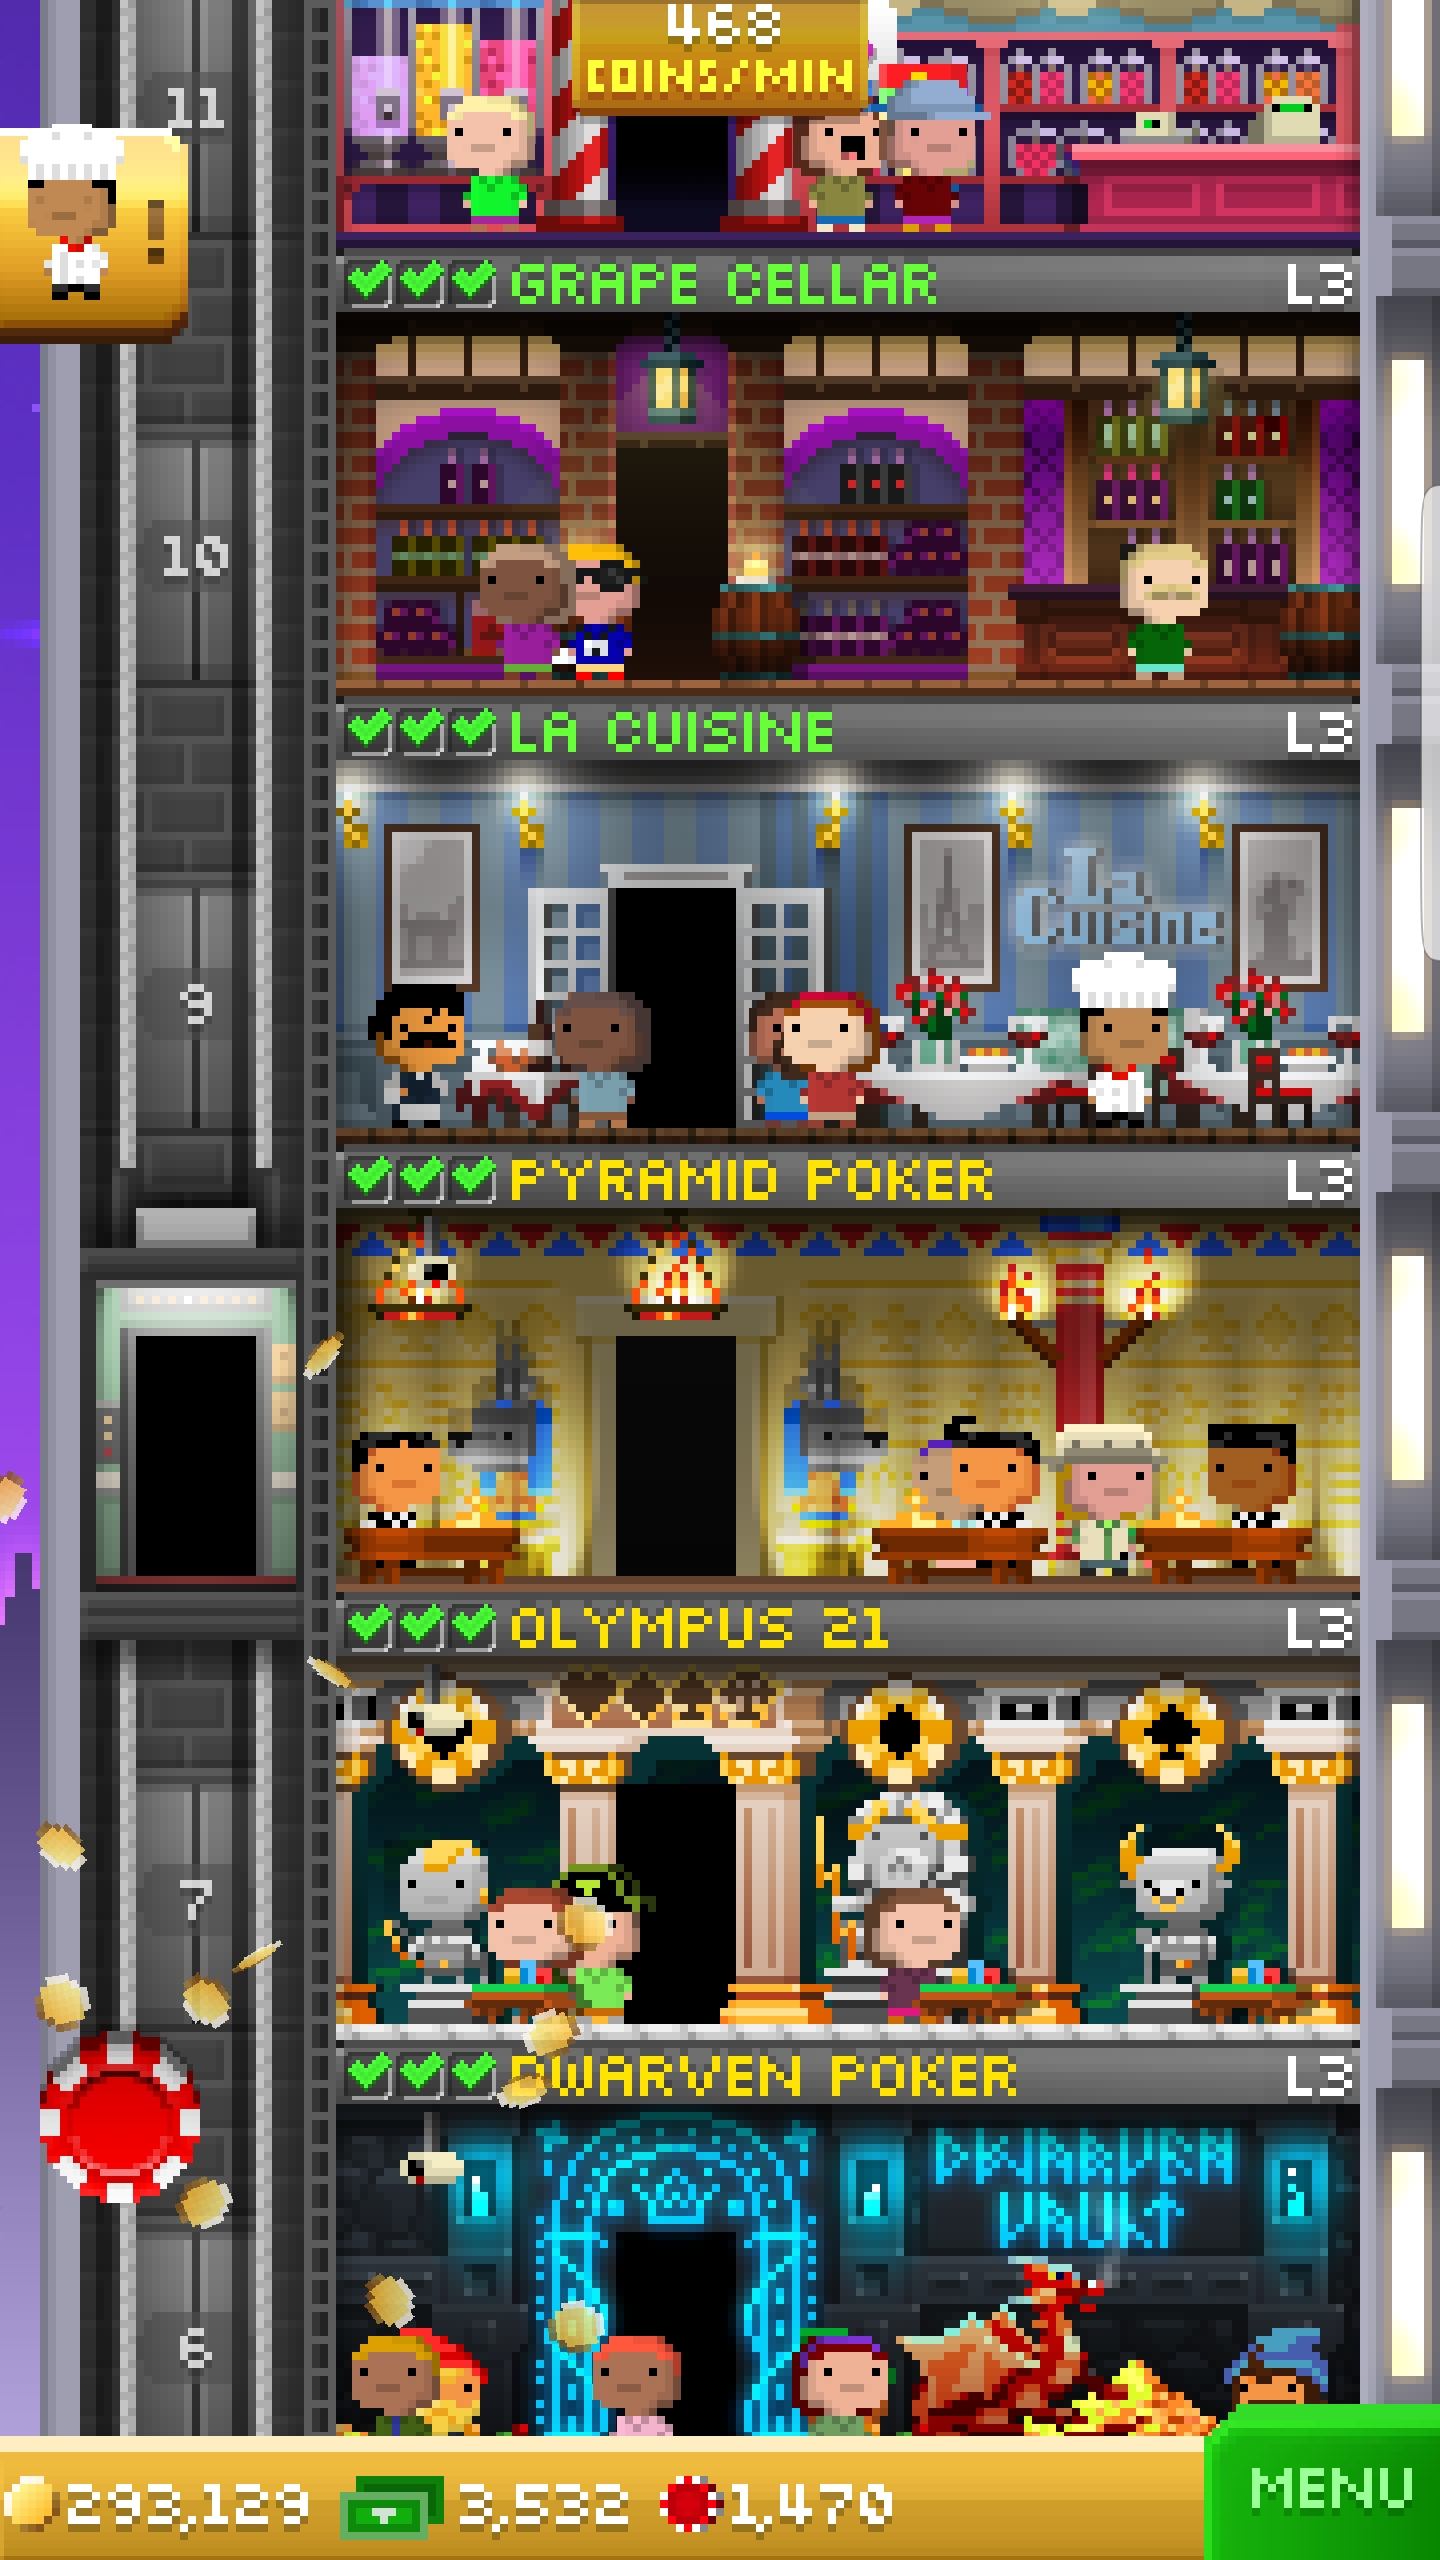 468
COINS/MIN
11
!
GRAPE CELLAR L3
10
LA CUISINE L3
La
Cuisine
9
PYRAMID POKER L3
OLYMPUS 21 L3
7
DWARVEN POKER L3
DWARVEN
VAULT
6
293,129 3,532 1,470 MENU